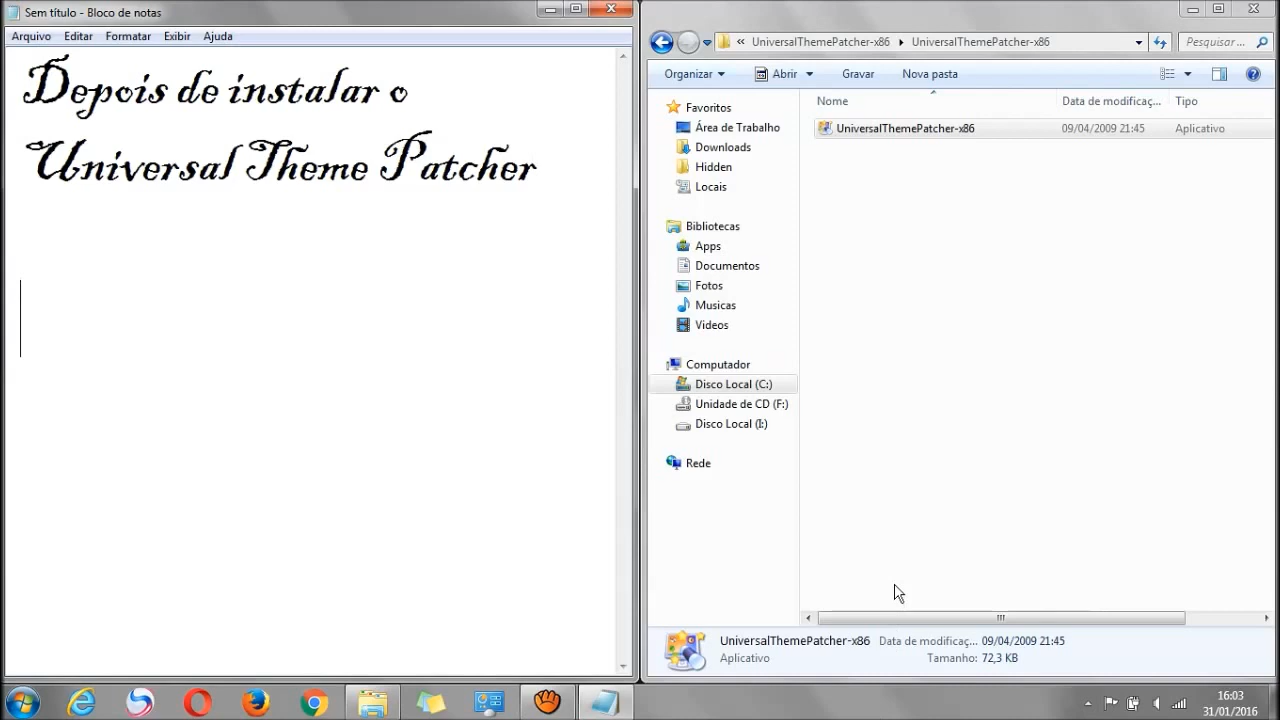 Sem título - Bloco de notas
Arquivo Editar Formatar Exibir Ajuda
Depois de instalar o
Universal Theme Patcher
« UniversalThemePatcher-x86 UniversalThemePatcher-x86
Pesquisar...
Organizar Abrir Gravar Nova pasta
Favoritos
Área de Trabalho
Downloads
Hidden
Locais
Bibliotecas
Apps
Documentos
Fotos
Musicas
Videos
Computador
Disco Local (C:)
Unidade de CD (F:)
Disco Local (I:)
Rede
Nome Data de modificaç... Tipo
UniversalThemePatcher-x86 09/04/2009 21:45 Aplicativo
UniversalThemePatcher-x86 Data de modificaç... 09/04/2009 21:45
Aplicativo Tamanho: 72,3 KB
16:03
31/01/2016